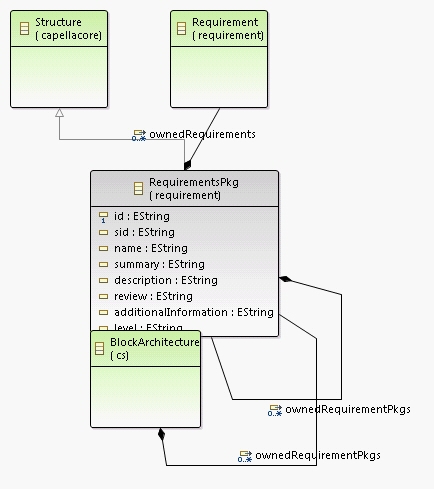 Structure
( capellacore)
Requirement
( requirement)
0..* ownedRequirements
RequirementsPkg
( requirement)
1 id : EString
sid : EString
name : EString
summary : EString
description : EString
review : EString
additionalInformation : EString
level : EString
BlockArchitecture
( cs)
0..* ownedRequirementPkgs
0..* ownedRequirementPkgs